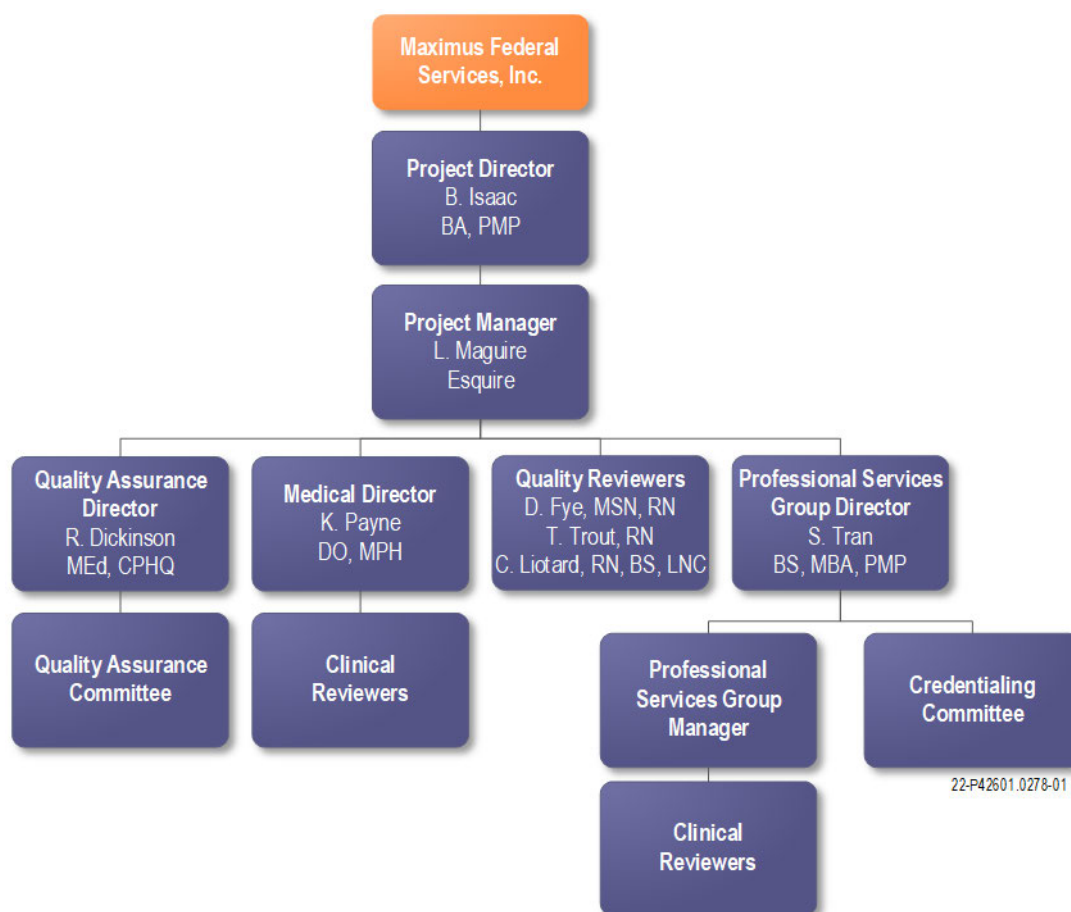 Maximus Federal
Services, Inc.
Project Director
B. Isaac
BA, PMP
Project Manager
L. Maguire
Esquire
Quality Assurance
Director
R. Dickinson
MEd, CPHQ
Medical Director
K. Payne
DO, MPH
Quality Reviewers
D. Fye, MSN, RN
T. Trout, RN
C. Liotard, RN, BS, LNC
Professional Services
Group Director
S. Tran
BS, MBA, PMP
Quality Assurance
Committee
Clinical
Reviewers
Professional
Services Group
Manager
Credentialing
Committee
22-P42601.0278-01
Clinical
Reviewers